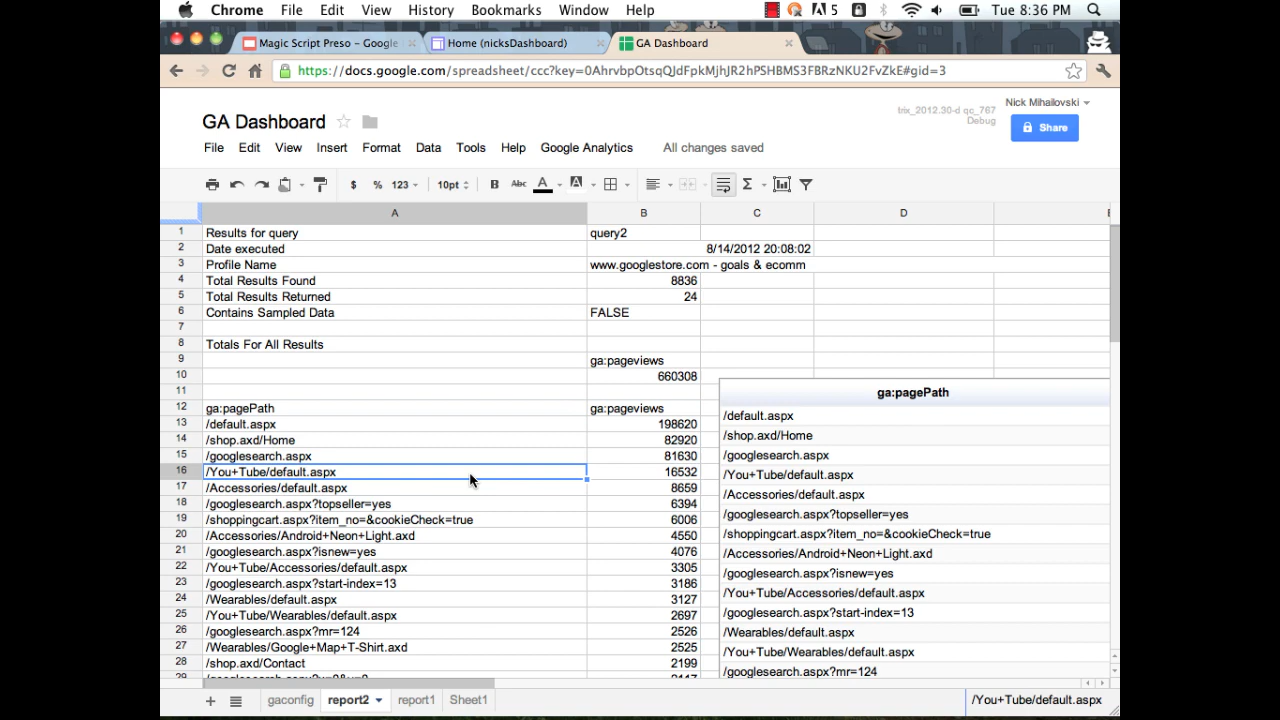 Chrome File Edit View History Bookmarks Window Help 5 Tue 8:36 PM
Magic Script Preso - Google Home (nicksDashboard) GA Dashboard
https://docs.google.com/spreadsheet/ccc?key=0AhrvbpOtsqQJdFpkMjhJR2hPSHBMS3FBRzNKU2FvZkE#gid=3
Nick Mihailovski
trix_2012.30-d qc_767
Debug
GA Dashboard
Share
File Edit View Insert Format Data Tools Help Google Analytics All changes saved
$ % 123 10pt B Abc A A Σ
A B C D
1 Results for query query2
2 Date executed 8/14/2012 20:08:02
3 Profile Name www.googlestore.com - goals & ecomm
4 Total Results Found 8836
5 Total Results Returned 24
6 Contains Sampled Data FALSE
7
8 Totals For All Results
9 ga:pageviews
10 660308
11
12 ga:pagePath ga:pageviews
13 /default.aspx 198620
14 /shop.axd/Home 82920
15 /googlesearch.aspx 81630
16 /You+Tube/default.aspx 16532
17 /Accessories/default.aspx 8659
18 /googlesearch.aspx?topseller=yes 6394
19 /shoppingcart.aspx?item_no=&cookieCheck=true 6006
20 /Accessories/Android+Neon+Light.axd 4550
21 /googlesearch.aspx?isnew=yes 4076
22 /You+Tube/Accessories/default.aspx 3305
23 /googlesearch.aspx?start-index=13 3186
24 /Wearables/default.aspx 3127
25 /You+Tube/Wearables/default.aspx 2697
26 /googlesearch.aspx?mr=124 2526
27 /Wearables/Google+Map+T-Shirt.axd 2525
28 /shop.axd/Contact 2199
29
ga:pagePath
/default.aspx
/shop.axd/Home
/googlesearch.aspx
/You+Tube/default.aspx
/Accessories/default.aspx
/googlesearch.aspx?topseller=yes
/shoppingcart.aspx?item_no=&cookieCheck=true
/Accessories/Android+Neon+Light.axd
/googlesearch.aspx?isnew=yes
/You+Tube/Accessories/default.aspx
/googlesearch.aspx?start-index=13
/Wearables/default.aspx
/You+Tube/Wearables/default.aspx
/googlesearch.aspx?mr=124
+ gaconfig report2 report1 Sheet1 /You+Tube/default.aspx